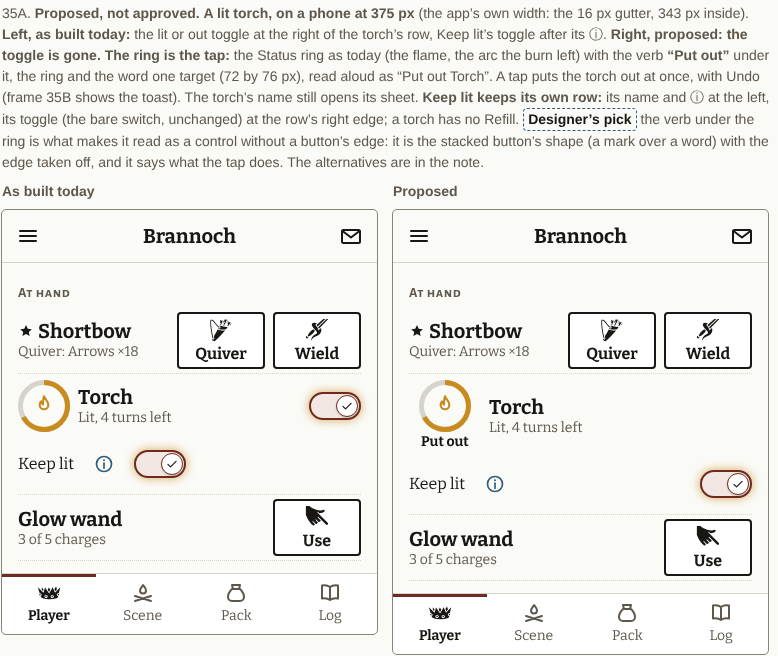 35A. Proposed, not approved. A lit torch, on a phone at 375 px (the app's own width: the 16 px gutter, 343 px inside).
Left, as built today: the lit or out toggle at the right of the torch's row, Keep lit's toggle after its ⓘ. Right, proposed: the
toggle is gone. The ring is the tap: the Status ring as today (the flame, the arc the burn left) with the verb “Put out” under
it, the ring and the word one target (72 by 76 px), read aloud as “Put out Torch”. A tap puts the torch out at once, with Undo
(frame 35B shows the toast). The torch's name still opens its sheet. Keep lit keeps its own row: its name and ⓘ at the left,
its toggle (the bare switch, unchanged) at the row's right edge; a torch has no Refill. Designer's pick the verb under the
ring is what makes it read as a control without a button's edge: it is the stacked button's shape (a mark over a word) with the
edge taken off, and it says what the tap does. The alternatives are in the note.
As built today
Brannoch
At hand
Shortbow
Quiver: Arrows ×18
Quiver
Wield
Torch
Lit, 4 turns left
Keep lit
Glow wand
3 of 5 charges
Use
Player
Scene
Pack
Log
Proposed
Brannoch
At hand
Shortbow
Quiver: Arrows ×18
Quiver
Wield
Torch
Lit, 4 turns left
Put out
Keep lit
Glow wand
3 of 5 charges
Use
Player
Scene
Pack
Log